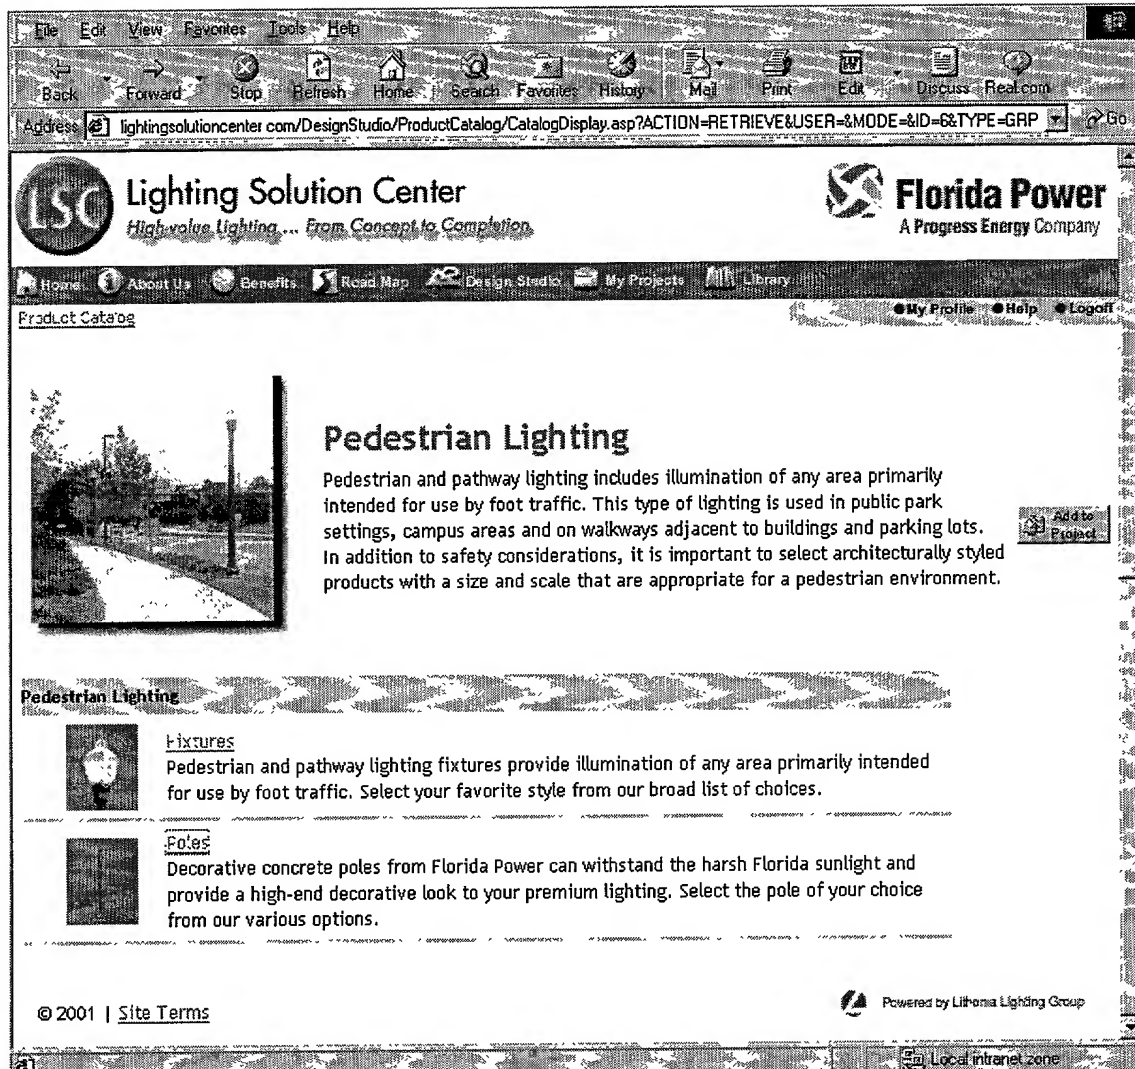 File Edit View Favorites Tools Help
Back Forward Stop Refresh Home Search Favorites History Mail Print Edit Discuss Real.com
Address lightingsolutioncenter.com/DesignStudio/ProductCatalog/CatalogDisplay.asp?ACTION=RETRIEVE&USER=&MODE=&ID=6&TYPE=GRP Go
LSC Lighting Solution Center
High-value Lighting ... From Concept to Completion
Florida Power
A Progress Energy Company
Home About Us Benefits Road Map Design Studio My Projects Library
Product Catalog
My Profile Help Logoff
Pedestrian Lighting
Pedestrian and pathway lighting includes illumination of any area primarily
intended for use by foot traffic. This type of lighting is used in public park
settings, campus areas and on walkways adjacent to buildings and parking lots.
In addition to safety considerations, it is important to select architecturally styled
products with a size and scale that are appropriate for a pedestrian environment.
Add to
Project
Pedestrian Lighting
Fixtures
Pedestrian and pathway lighting fixtures provide illumination of any area primarily intended
for use by foot traffic. Select your favorite style from our broad list of choices.
Poles
Decorative concrete poles from Florida Power can withstand the harsh Florida sunlight and
provide a high-end decorative look to your premium lighting. Select the pole of your choice
from our various options.
© 2001 | Site Terms
Powered by Lithonia Lighting Group
Local intranet zone